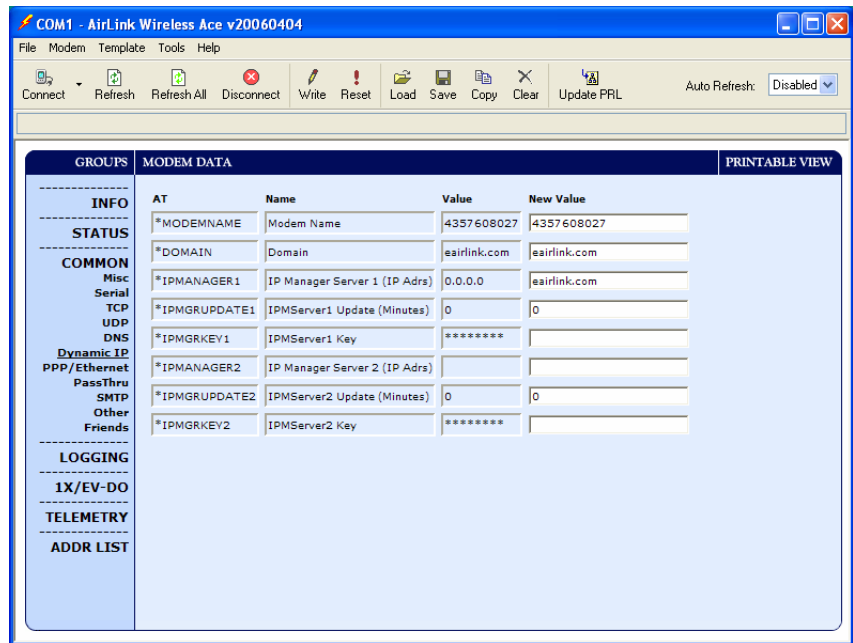 COM1 - AirLink Wireless Ace v20060404
File Modem Template Tools Help
Connect Refresh Refresh All Disconnect Write Reset Load Save Copy Clear Update PRL Auto Refresh: Disabled
GROUPS MODEM DATA PRINTABLE VIEW
--------------
INFO
--------------
STATUS
--------------
COMMON
Misc
Serial
TCP
UDP
DNS
Dynamic IP
PPP/Ethernet
PassThru
SMTP
Other
Friends
--------------
LOGGING
--------------
1X/EV-DO
--------------
TELEMETRY
--------------
ADDR LIST
AT Name Value New Value
*MODEMNAME Modem Name 4357608027 4357608027
*DOMAIN Domain eairlink.com eairlink.com
*IPMANAGER1 IP Manager Server 1 (IP Adrs) 0.0.0.0 eairlink.com
*IPMGRUPDATE1 IPMServer1 Update (Minutes) 0 0
*IPMGRKEY1 IPMServer1 Key ********
*IPMANAGER2 IP Manager Server 2 (IP Adrs)
*IPMGRUPDATE2 IPMServer2 Update (Minutes) 0 0
*IPMGRKEY2 IPMServer2 Key ********